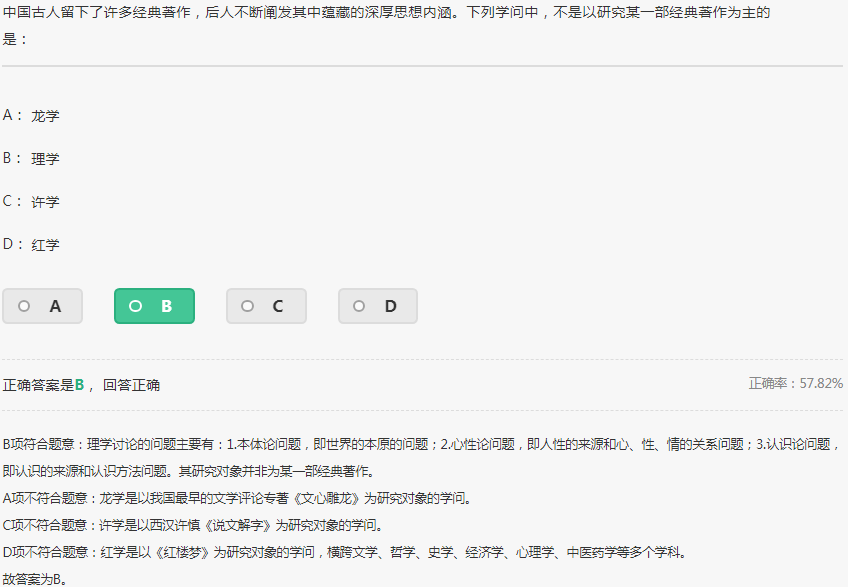 中国古人留下了许多经典著作，后人不断阐发其中蕴藏的深厚思想内涵。下列学问中，不是以研究某一部经典著作为主的
是：
A： 龙学
B： 理学
C： 许学
D： 红学
A B C D
正确答案是B， 回答正确 正确率：57.82%
B项符合题意：理学讨论的问题主要有：1.本体论问题，即世界的本原的问题；2.心性论问题，即人性的来源和心、性、情的关系问题；3.认识论问题，
即认识的来源和认识方法问题。其研究对象并非为某一部经典著作。
A项不符合题意：龙学是以我国最早的文学评论专著《文心雕龙》为研究对象的学问。
C项不符合题意：许学是以西汉许慎《说文解字》为研究对象的学问。
D项不符合题意：红学是以《红楼梦》为研究对象的学问，横跨文学、哲学、史学、经济学、心理学、中医药学等多个学科。
故答案为B。